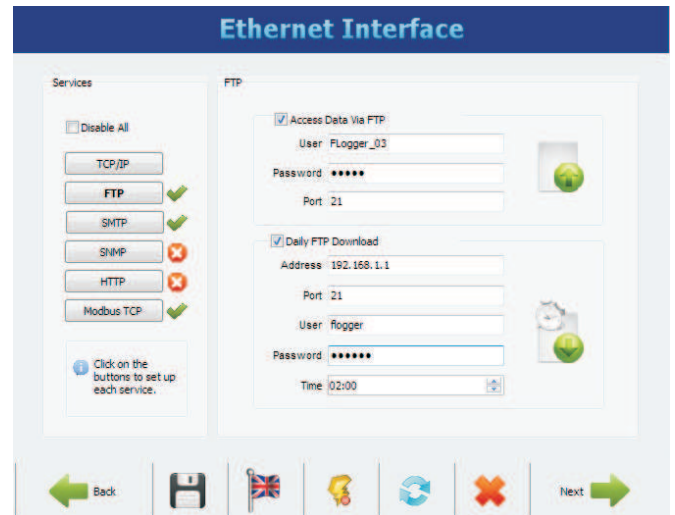 Ethernet Interface
Services
Disable All
TCP/IP
FTP
SMTP
SNMP
HTTP
Modbus TCP
Click on the
buttons to set up
each service.
FTP
Access Data Via FTP
User FLogger_03
Password •••••
Port 21
Daily FTP Download
Address 192.168.1.1
Port 21
User flogger
Password ••••••
Time 02:00
Back
Next